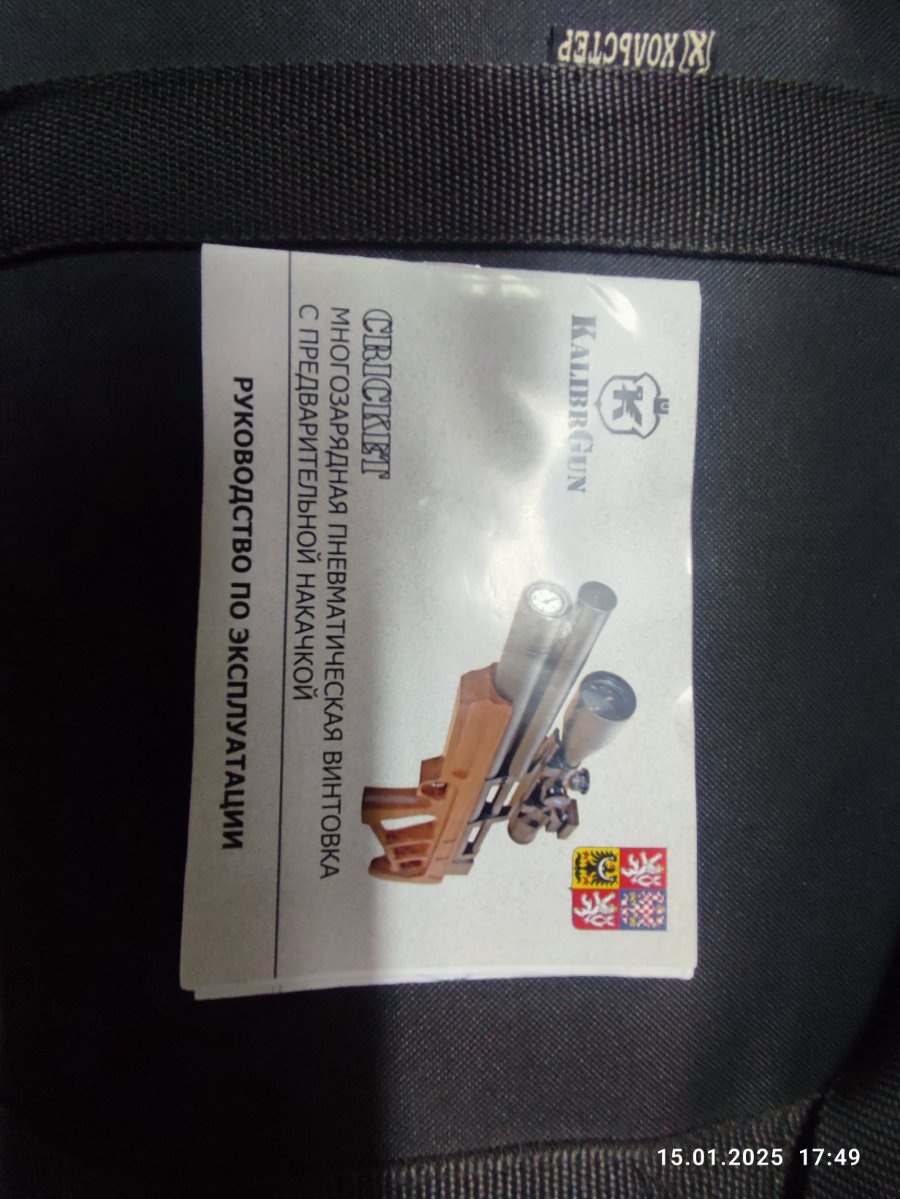 ХОЛЬСТЕР
K
KALIBRGUN
CRICKET
МНОГОЗАРЯДНАЯ ПНЕВМАТИЧЕСКАЯ ВИНТОВКА
С ПРЕДВАРИТЕЛЬНОЙ НАКАЧКОЙ
РУКОВОДСТВО ПО ЭКСПЛУАТАЦИИ
15.01.2025 17:49